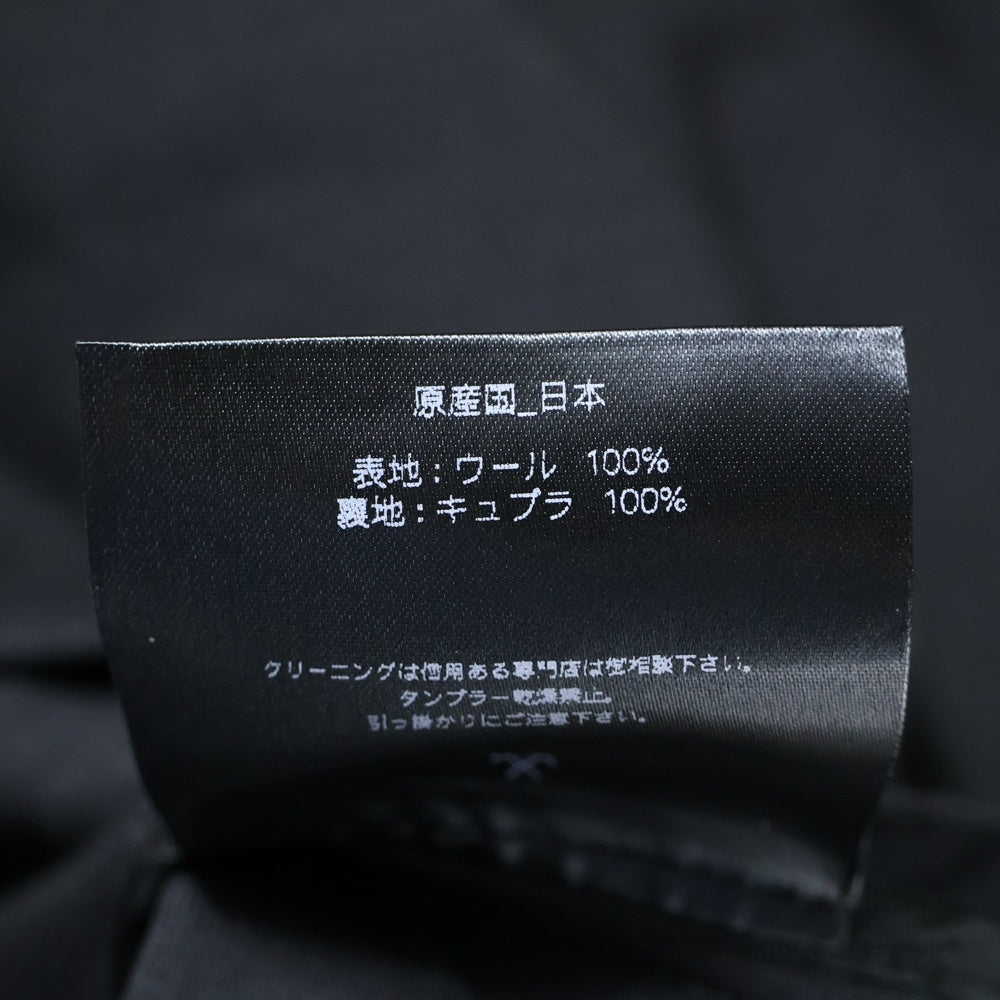 原産国_日本
表地:ウール 100%
裏地:キュプラ 100%
クリーニングは信用ある専門店は御相談下さい。
タンブラー乾燥禁止。
引っ掛かりにご注意下さい。